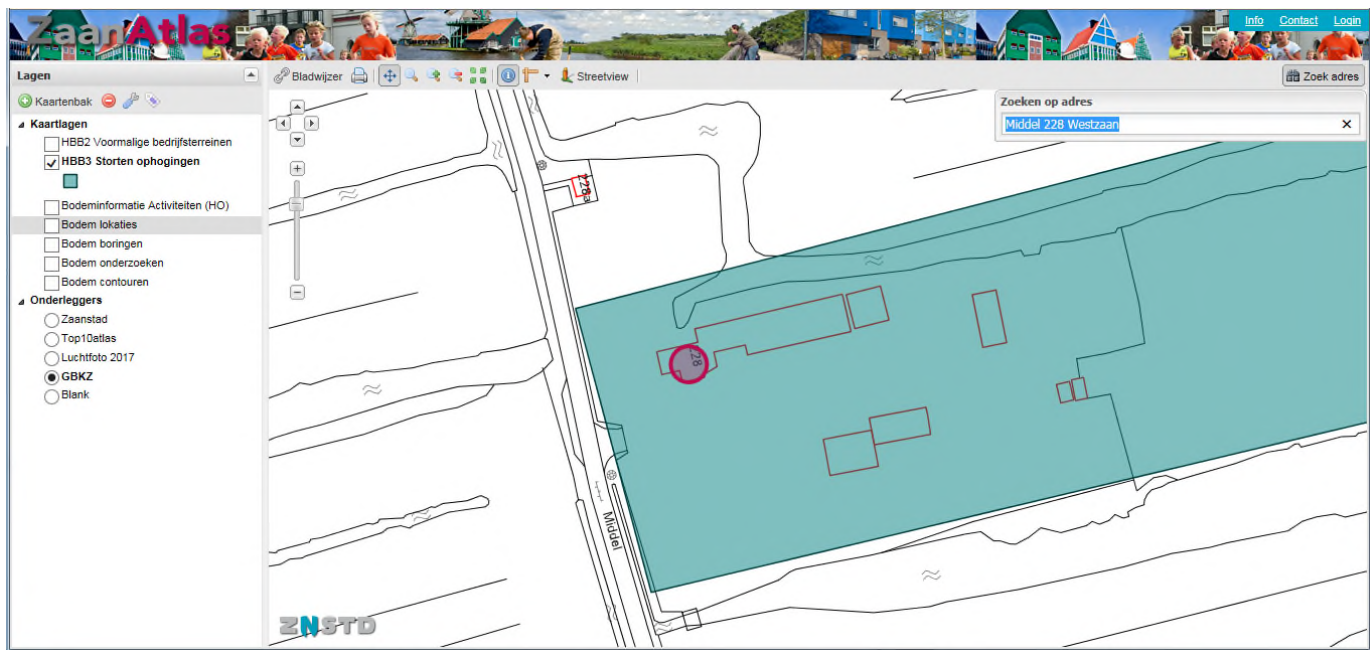 ZaanAtlas
Info Contact Login
Lagen
Bladwijzer
Streetview
Zoek adres
Kaartenbak
Zoeken op adres
Middel 228 Westzaan
Kaartlagen
HBB2 Voormalige bedrijfsterreinen
HBB3 Storten ophogingen
Bodeminformatie Activiteiten (HO)
Bodem lokaties
Bodem boringen
Bodem onderzoeken
Bodem contouren
Onderleggers
Zaanstad
Top10atlas
Luchtfoto 2017
GBKZ
Blank
228a
228
Middel
ZNSTD